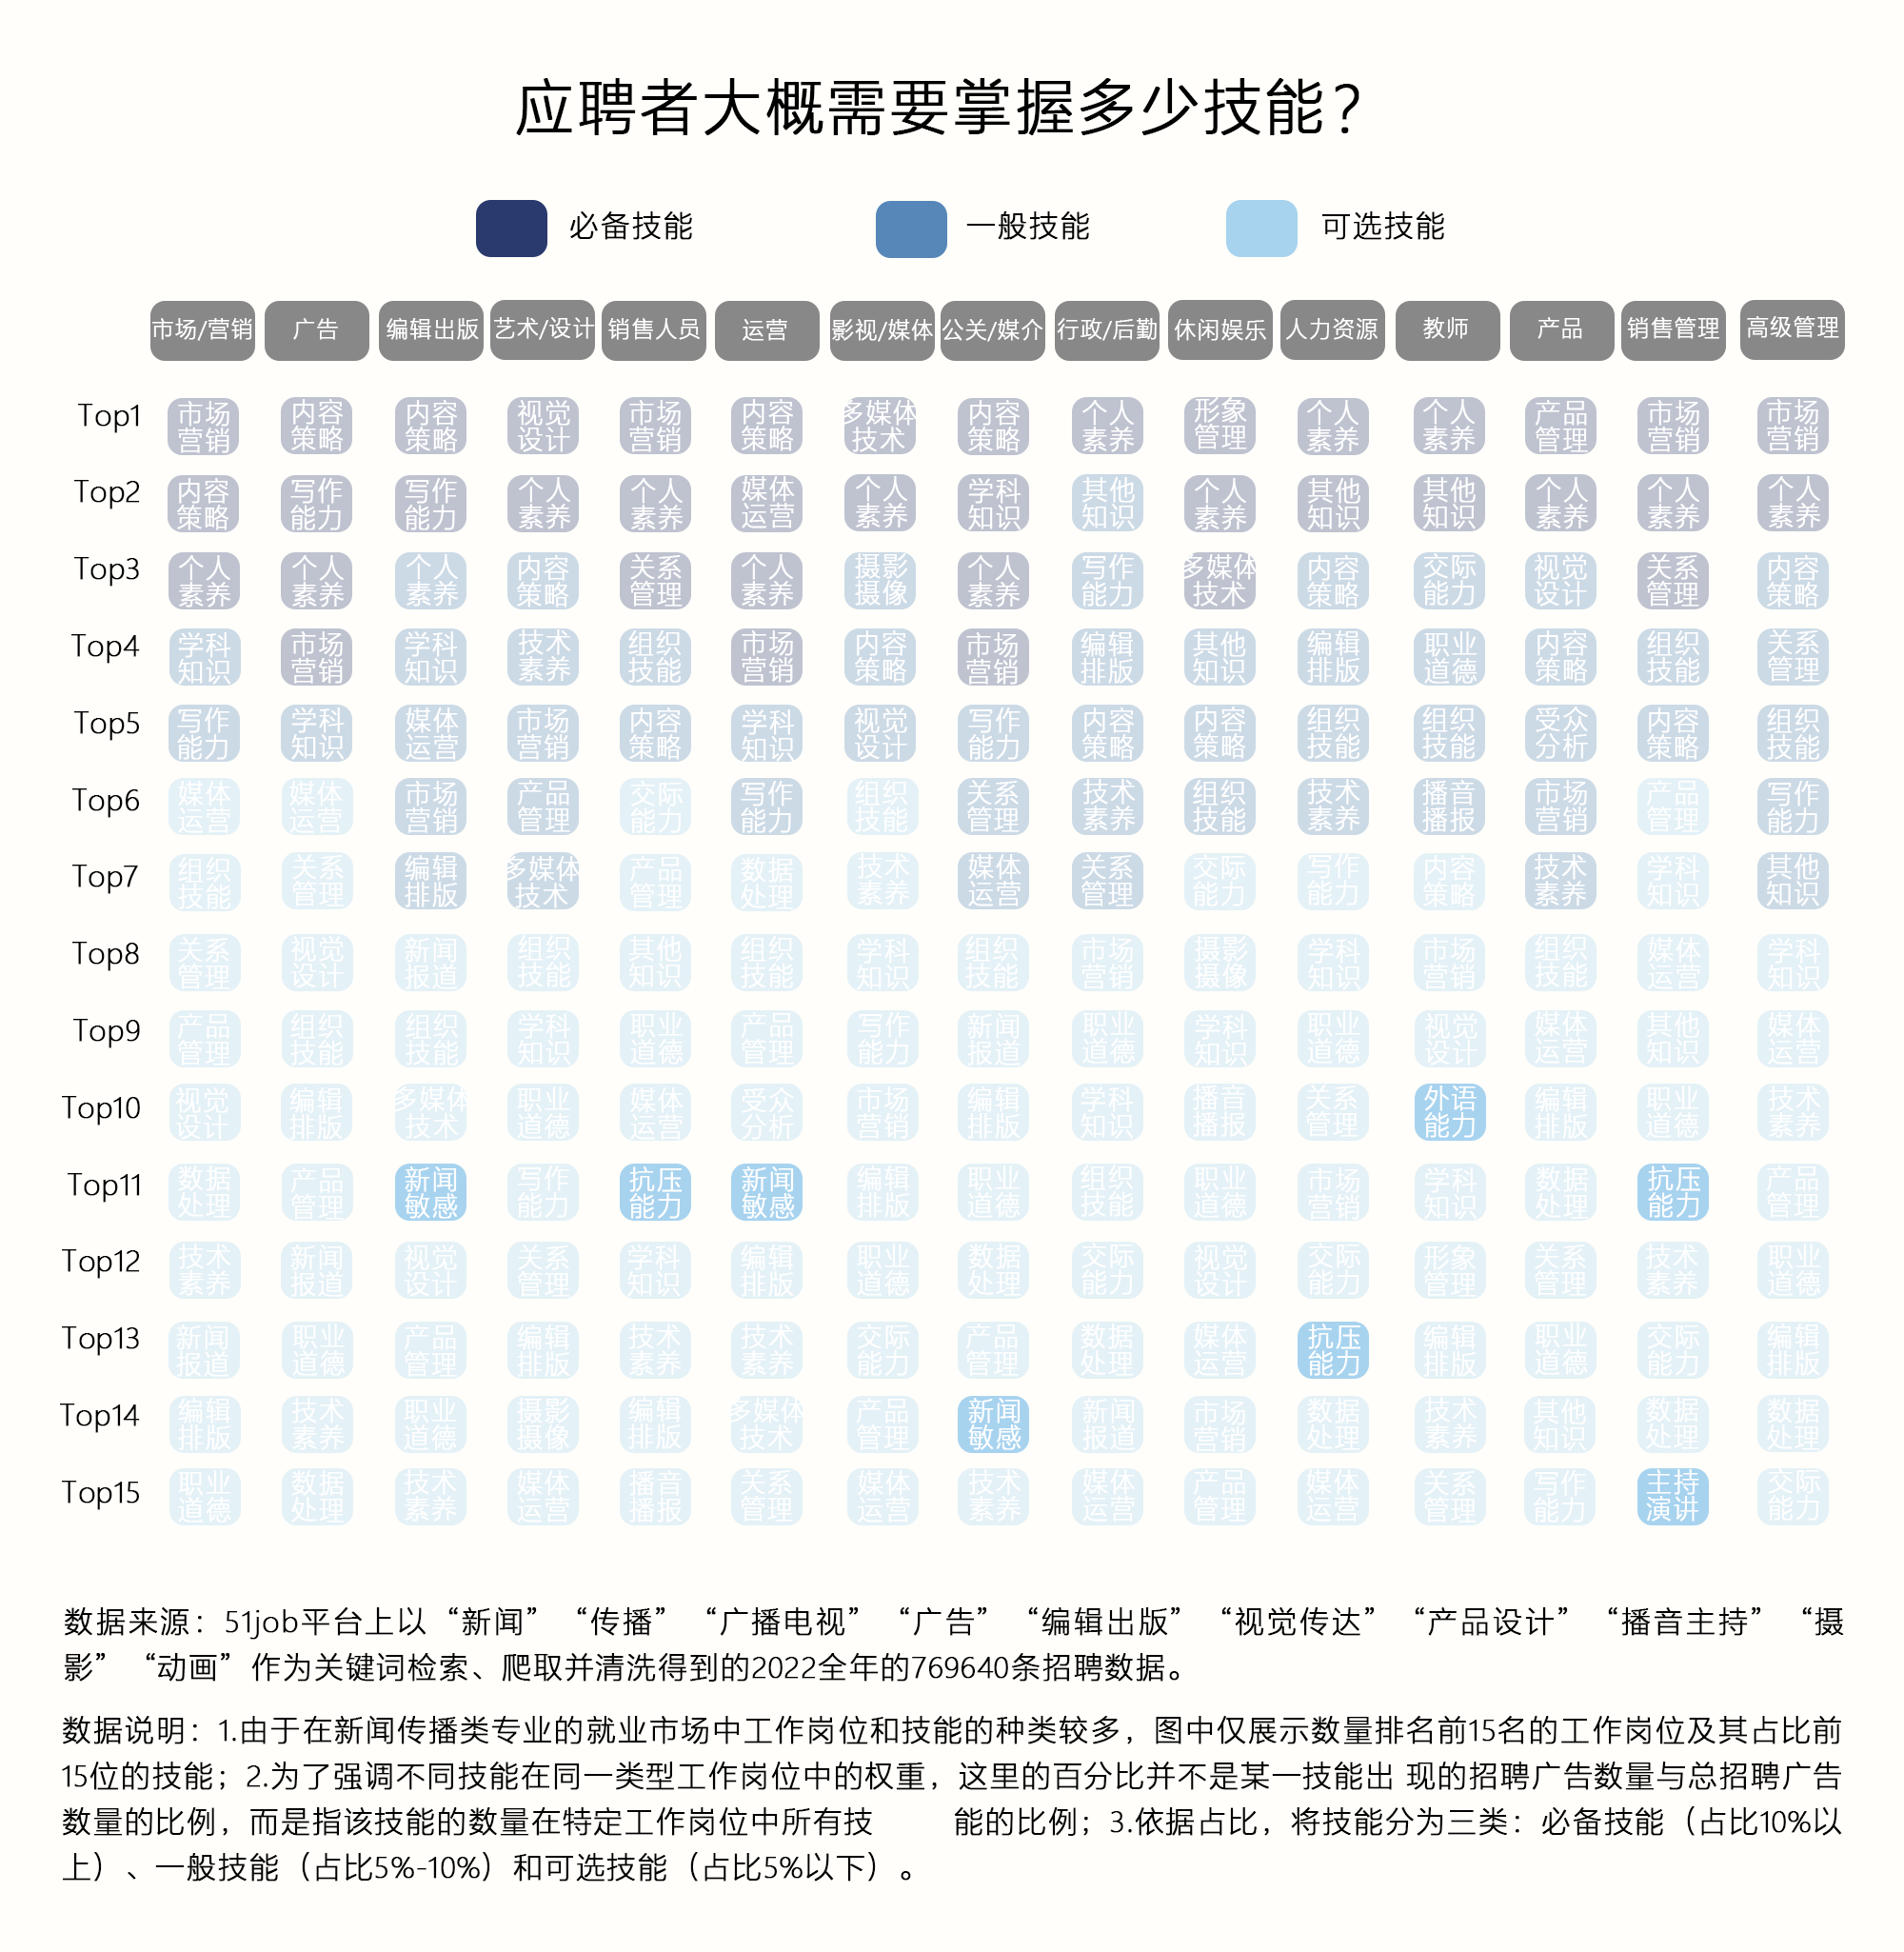 应聘者大概需要掌握多少技能？
必备技能 一般技能 可选技能
市场/营销 广告 编辑出版 艺术/设计 销售人员 运营 影视/媒体 公关/媒介 行政/后勤 休闲娱乐 人力资源 教师 产品 销售管理 高级管理
Top1 市场营销 内容策略 内容策略 视觉设计 市场营销 内容策略 多媒体技术 内容策略 个人素养 形象管理 个人素养 个人素养 产品管理 市场营销 市场营销
Top2 内容策略 写作能力 写作能力 个人素养 个人素养 媒体运营 个人素养 学科知识 其他知识 个人素养 其他知识 其他知识 个人素养 个人素养 个人素养
Top3 个人素养 个人素养 个人素养 内容策略 关系管理 个人素养 摄影摄像 个人素养 写作能力 多媒体技术 内容策略 交际能力 视觉设计 关系管理 内容策略
Top4 学科知识 市场营销 学科知识 技术素养 组织技能 市场营销 内容策略 市场营销 编辑排版 其他知识 编辑排版 职业道德 内容策略 组织技能 关系管理
Top5 写作能力 学科知识 媒体运营 市场营销 内容策略 学科知识 视觉设计 写作能力 内容策略 内容策略 组织技能 组织技能 受众分析 内容策略 组织技能
Top6 媒体运营 媒体运营 市场营销 产品管理 交际能力 写作能力 组织技能 关系管理 技术素养 组织技能 技术素养 播音播报 市场营销 产品管理 写作能力
Top7 组织技能 关系管理 编辑排版 多媒体技术 产品管理 数据处理 技术素养 媒体运营 关系管理 交际能力 写作能力 内容策略 技术素养 学科知识 其他知识
Top8 关系管理 视觉设计 新闻报道 组织技能 其他知识 组织技能 学科知识 组织技能 市场营销 摄影摄像 学科知识 市场营销 组织技能 媒体运营 学科知识
Top9 产品管理 组织技能 组织技能 学科知识 职业道德 产品管理 写作能力 新闻报道 职业道德 学科知识 职业道德 视觉设计 媒体运营 其他知识 媒体运营
Top10 视觉设计 编辑排版 多媒体技术 职业道德 媒体运营 受众分析 市场营销 编辑排版 学科知识 播音播报 关系管理 外语能力 编辑排版 职业道德 技术素养
Top11 数据处理 产品管理 新闻敏感 写作能力 抗压能力 新闻敏感 编辑排版 职业道德 组织技能 职业道德 市场营销 学科知识 数据处理 抗压能力 产品管理
Top12 技术素养 新闻报道 视觉设计 关系管理 学科知识 编辑排版 职业道德 数据处理 交际能力 视觉设计 交际能力 形象管理 关系管理 技术素养 职业道德
Top13 新闻报道 职业道德 产品管理 编辑排版 技术素养 技术素养 交际能力 产品管理 数据处理 媒体运营 抗压能力 编辑排版 职业道德 交际能力 编辑排版
Top14 编辑排版 技术素养 职业道德 摄影摄像 编辑排版 多媒体技术 产品管理 新闻敏感 新闻报道 市场营销 数据处理 技术素养 其他知识 数据处理 数据处理
Top15 职业道德 数据处理 技术素养 媒体运营 播音播报 关系管理 媒体运营 技术素养 媒体运营 产品管理 媒体运营 关系管理 写作能力 主持演讲 交际能力
数据来源：51job平台上以“新闻”“传播”“广播电视”“广告”“编辑出版”“视觉传达”“产品设计”“播音主持”“摄
影”“动画”作为关键词检索、爬取并清洗得到的2022全年的769640条招聘数据。
数据说明：1.由于在新闻传播类专业的就业市场中工作岗位和技能的种类较多，图中仅展示数量排名前15名的工作岗位及其占比前
15位的技能；2.为了强调不同技能在同一类型工作岗位中的权重，这里的百分比并不是某一技能出 现的招聘广告数量与总招聘广告
数量的比例，而是指该技能的数量在特定工作岗位中所有技 能的比例；3.依据占比，将技能分为三类：必备技能（占比10%以
上）、一般技能（占比5%-10%）和可选技能（占比5%以下）。